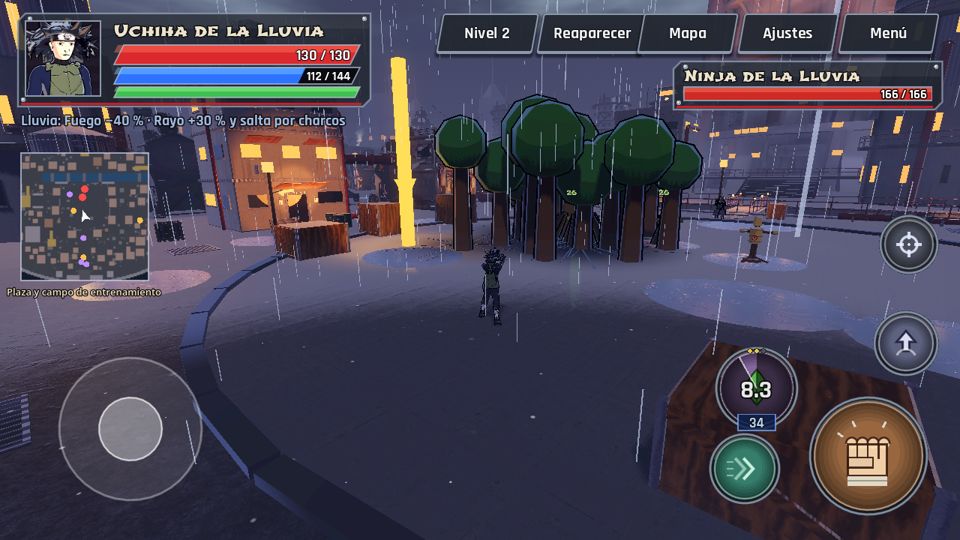 Uchiha de la Lluvia
130 / 130
112 / 144
Lluvia: Fuego -40 % · Rayo +30 % y salta por charcos
Nivel 2
Reaparecer
Mapa
Ajustes
Menú
Ninja de la Lluvia
166 / 166
26
26
Plaza y campo de entrenamiento
8.3
34